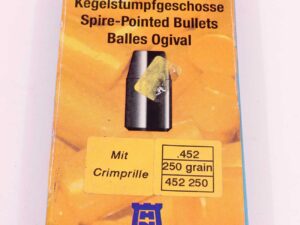 Kegelstumpfgeschosse
Spire-Pointed Bullets
Balles Ogival
Mit
Crimprille
.452
250 grain
452 250